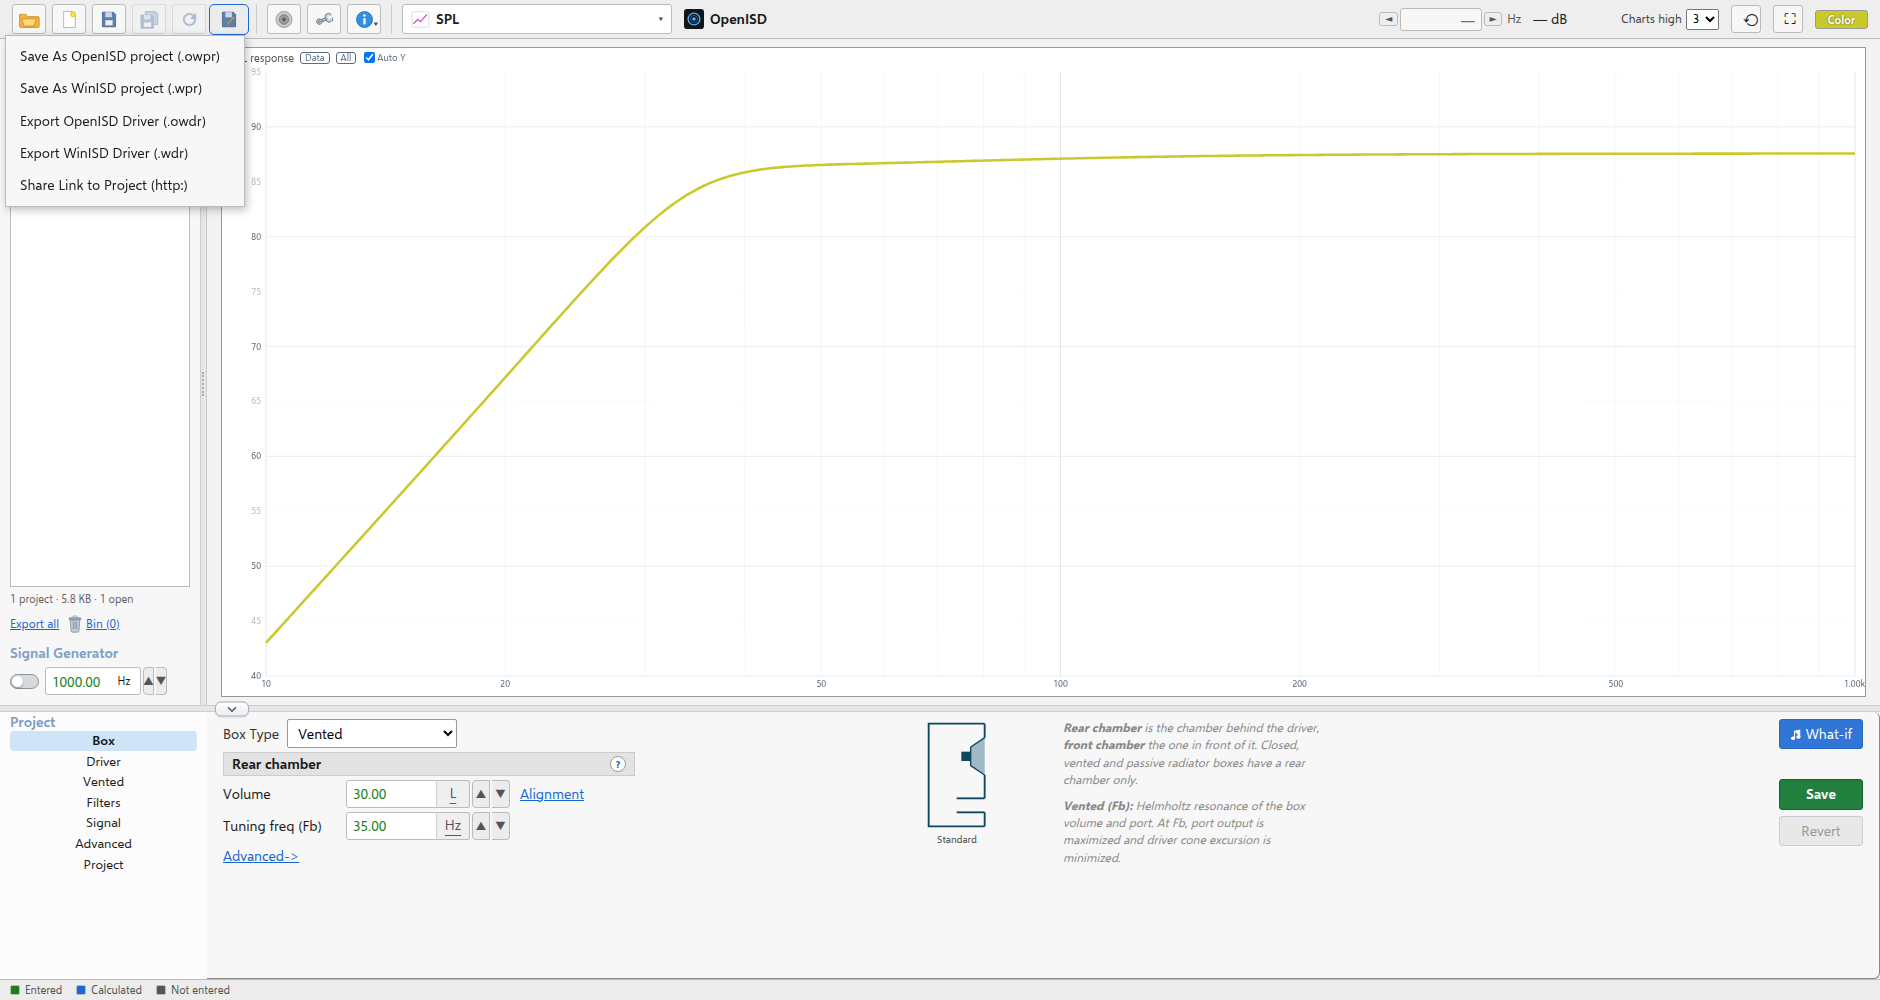 SPL
OpenISD
Hz
— dB
Charts high
3
Color
Save As OpenISD project (.owpr)
Save As WinISD project (.wpr)
Export OpenISD Driver (.owdr)
Export WinISD Driver (.wdr)
Share Link to Project (http:)
response
Data
All
Auto Y
95
90
85
80
75
70
65
60
55
50
45
40
10
20
50
100
200
500
1.00k
1 project · 5.8 KB · 1 open
Export all
Bin (0)
Signal Generator
1000.00 Hz
Project
Box
Driver
Vented
Filters
Signal
Advanced
Project
Box Type
Vented
Rear chamber
?
Volume
30.00
L
Alignment
Tuning freq (Fb)
35.00
Hz
Advanced->
Standard
Rear chamber is the chamber behind the driver,
front chamber the one in front of it. Closed,
vented and passive radiator boxes have a rear
chamber only.
Vented (Fb): Helmholtz resonance of the box
volume and port. At Fb, port output is
maximized and driver cone excursion is
minimized.
What-if
Save
Revert
Entered
Calculated
Not entered